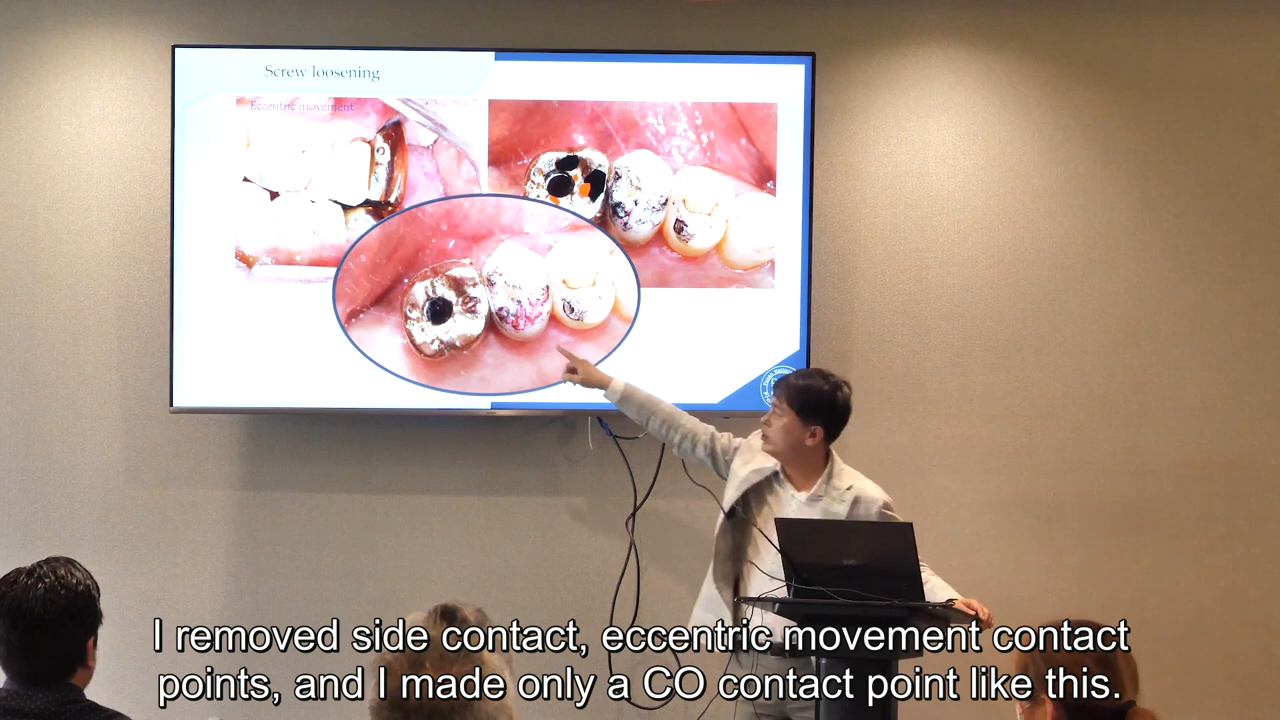 Screw loosening
Eccentric movement
I removed side contact, eccentric movement contact
points, and I made only a CO contact point like this.